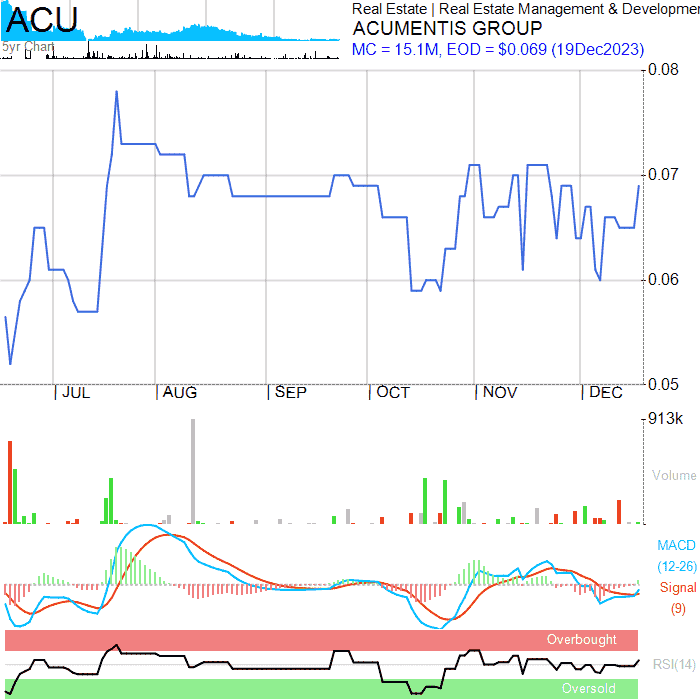 ACU
5yr Chart
Real Estate | Real Estate Management & Developmen
ACUMENTIS GROUP
MC = 15.1M, EOD = $0.069 (19Dec2023)
0.08
0.07
0.06
0.05
| JUL | AUG | SEP | OCT | NOV | DEC
913k
Volume
MACD
(12-26)
Signal
(9)
Overbought
RSI(14)
Oversold